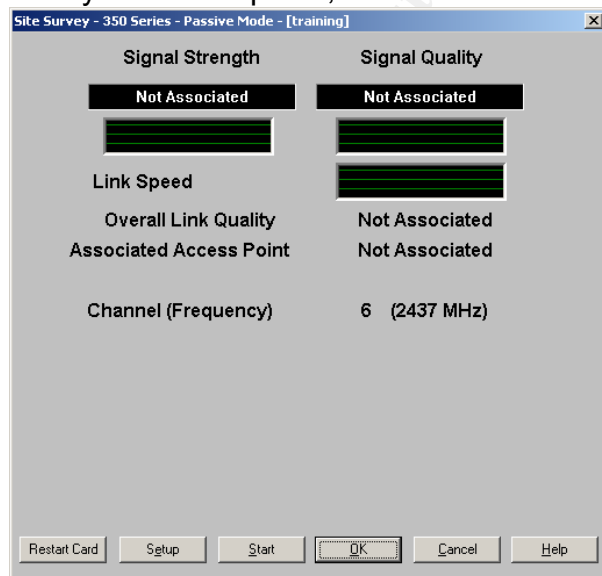 Site Survey - 350 Series - Passive Mode - [training]
Signal Strength Signal Quality
Not Associated Not Associated
Link Speed
Overall Link Quality Not Associated
Associated Access Point Not Associated
Channel (Frequency) 6 (2437 MHz)
Restart Card Setup Start OK Cancel Help